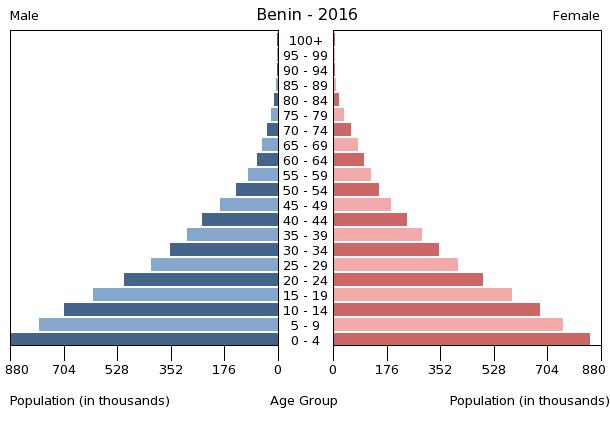 Male Benin - 2016 Female
100+
95 - 99
90 - 94
85 - 89
80 - 84
75 - 79
70 - 74
65 - 69
60 - 64
55 - 59
50 - 54
45 - 49
40 - 44
35 - 39
30 - 34
25 - 29
20 - 24
15 - 19
10 - 14
5 - 9
0 - 4
880 704 528 352 176 0 0 176 352 528 704 880
Population (in thousands) Age Group Population (in thousands)